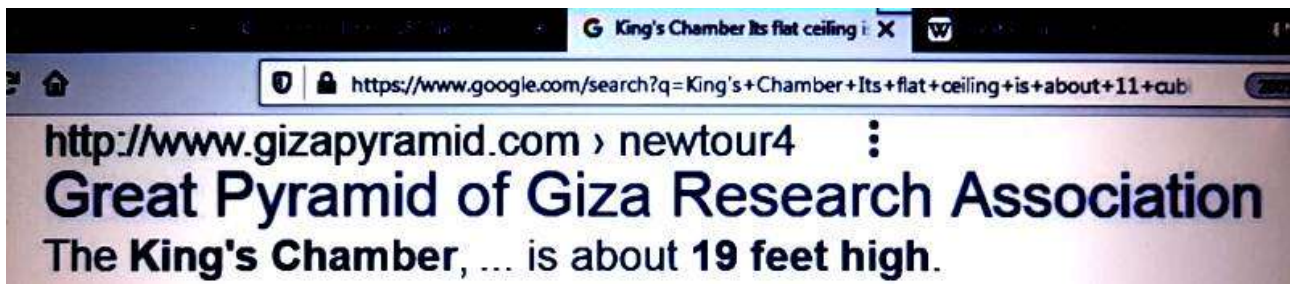 G King's Chamber Its flat ceiling i X W
https://www.google.com/search?q=King's+Chamber+Its+flat+ceiling+is+about+11+cubi
http://www.gizapyramid.com › newtour4
Great Pyramid of Giza Research Association
The King's Chamber, ... is about 19 feet high.